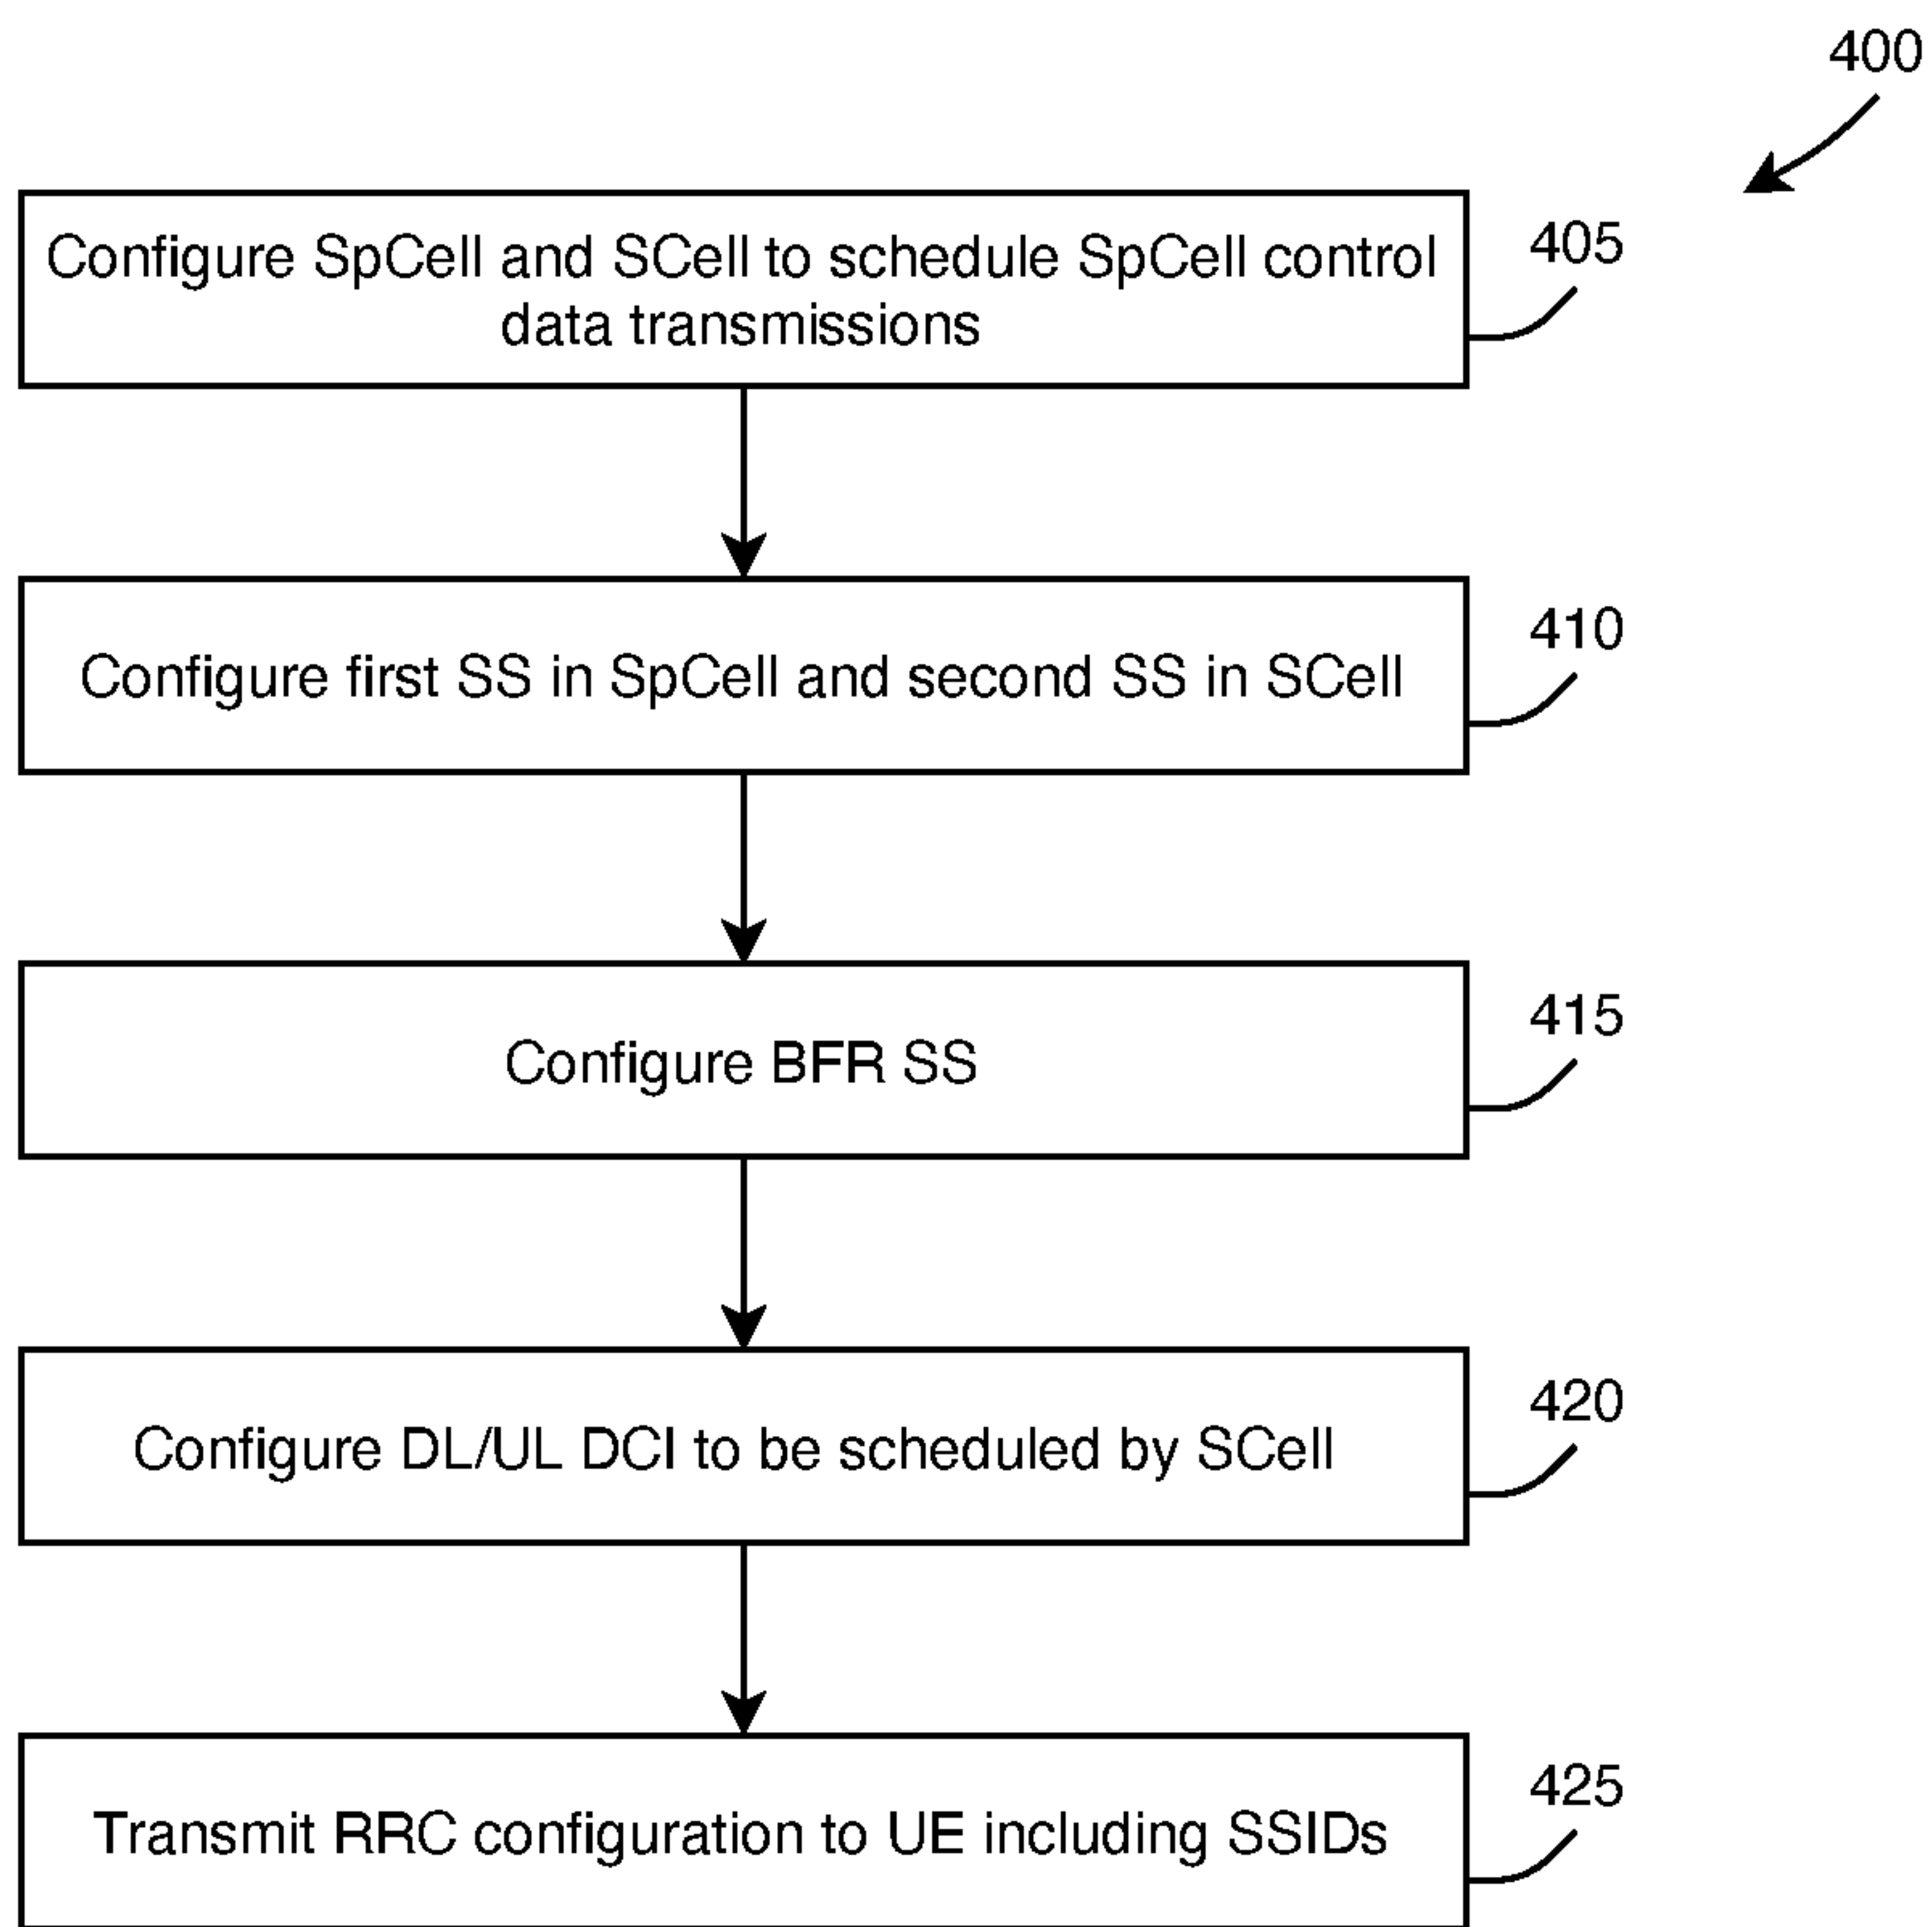 400
Configure SpCell and SCell to schedule SpCell control
data transmissions
405
Configure first SS in SpCell and second SS in SCell
410
Configure BFR SS
415
Configure DL/UL DCI to be scheduled by SCell
420
Transmit RRC configuration to UE including SSIDs
425